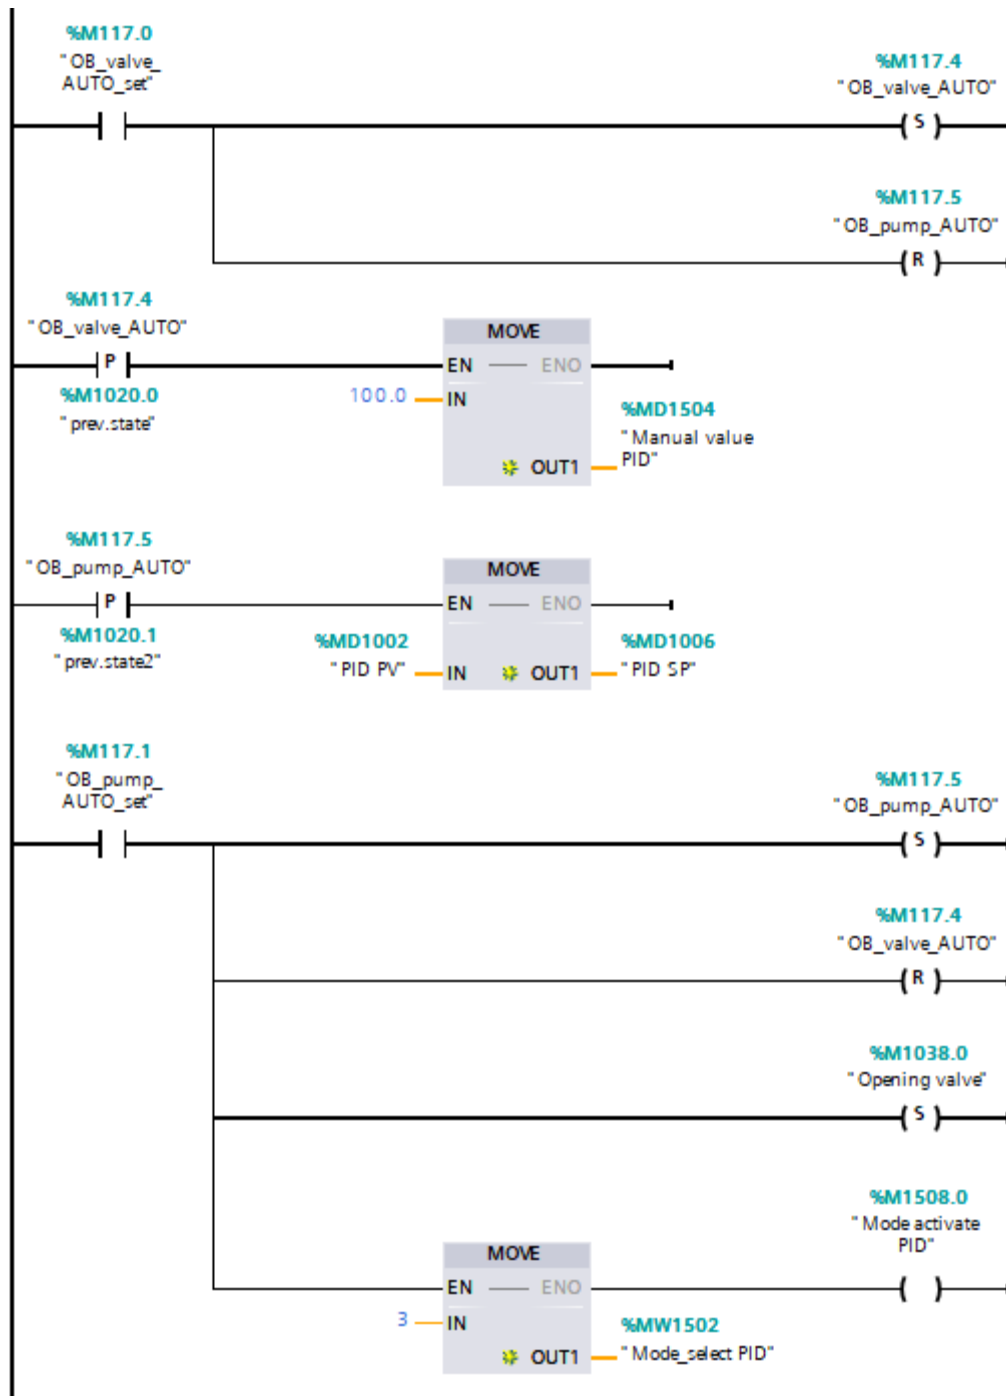 %M117.0
"OB_valve_
AUTO_set"
%M117.4
"OB_valve_AUTO"
S
%M117.5
"OB_pump_AUTO"
R
%M117.4
"OB_valve_AUTO"
P
%M1020.0
"prev.state"
MOVE
EN
ENO
100.0
IN
OUT1
%MD1504
"Manual value
PID"
%M117.5
"OB_pump_AUTO"
P
%M1020.1
"prev.state2"
MOVE
EN
ENO
%MD1002
"PID PV"
IN
OUT1
%MD1006
"PID SP"
%M117.1
"OB_pump_
AUTO_set"
%M117.5
"OB_pump_AUTO"
S
%M117.4
"OB_valve_AUTO"
R
%M1038.0
"Opening valve"
S
%M1508.0
"Mode activate
PID"
MOVE
EN
ENO
3
IN
OUT1
%MW1502
"Mode_select PID"